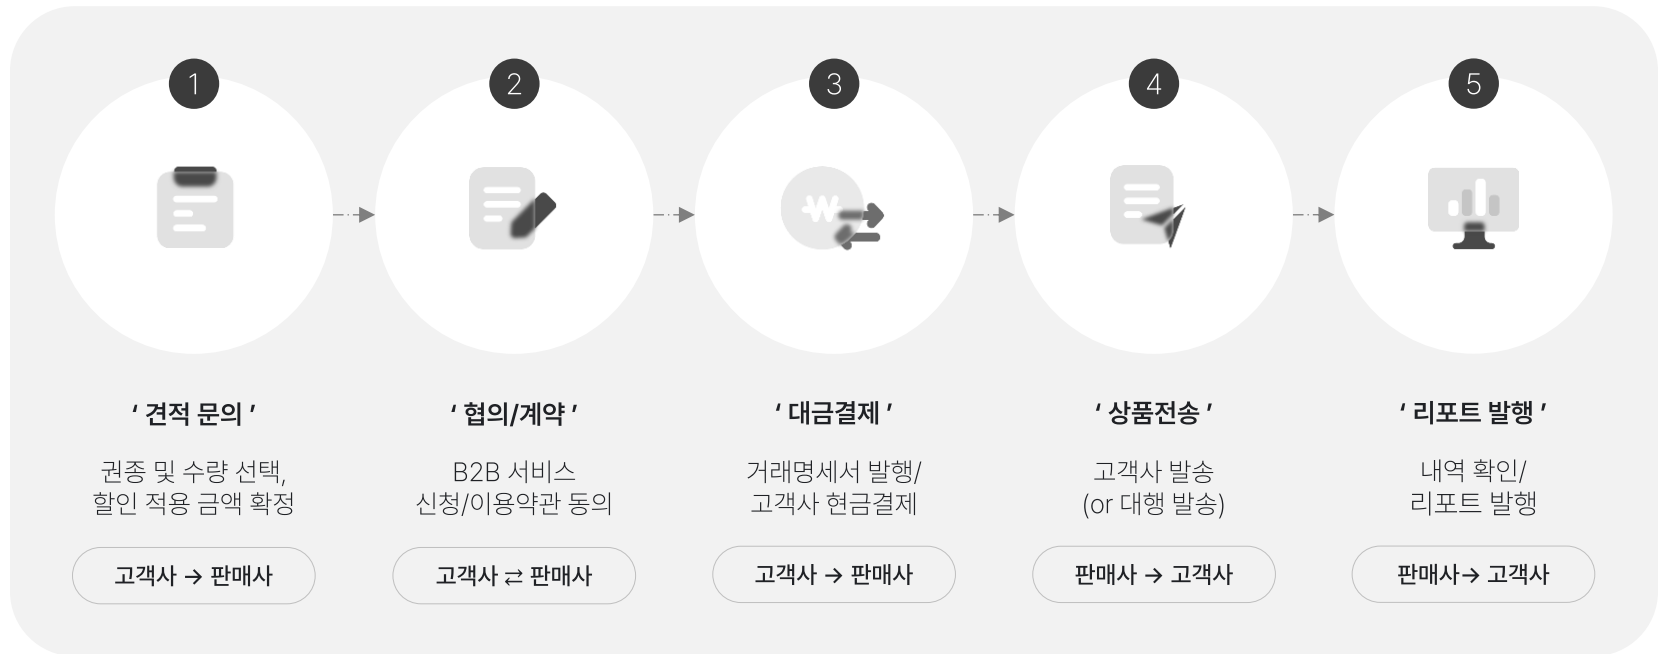 1
2
3
4
5
₩
‘ 견적 문의 ’
권종 및 수량 선택,
할인 적용 금액 확정
고객사 → 판매사
‘ 협의/계약 ’
B2B 서비스
신청/이용약관 동의
고객사 ⇄ 판매사
‘ 대금결제 ’
거래명세서 발행/
고객사 현금결제
고객사 → 판매사
‘ 상품전송 ’
고객사 발송
(or 대행 발송)
판매사 → 고객사
‘ 리포트 발행 ’
내역 확인/
리포트 발행
판매사→ 고객사